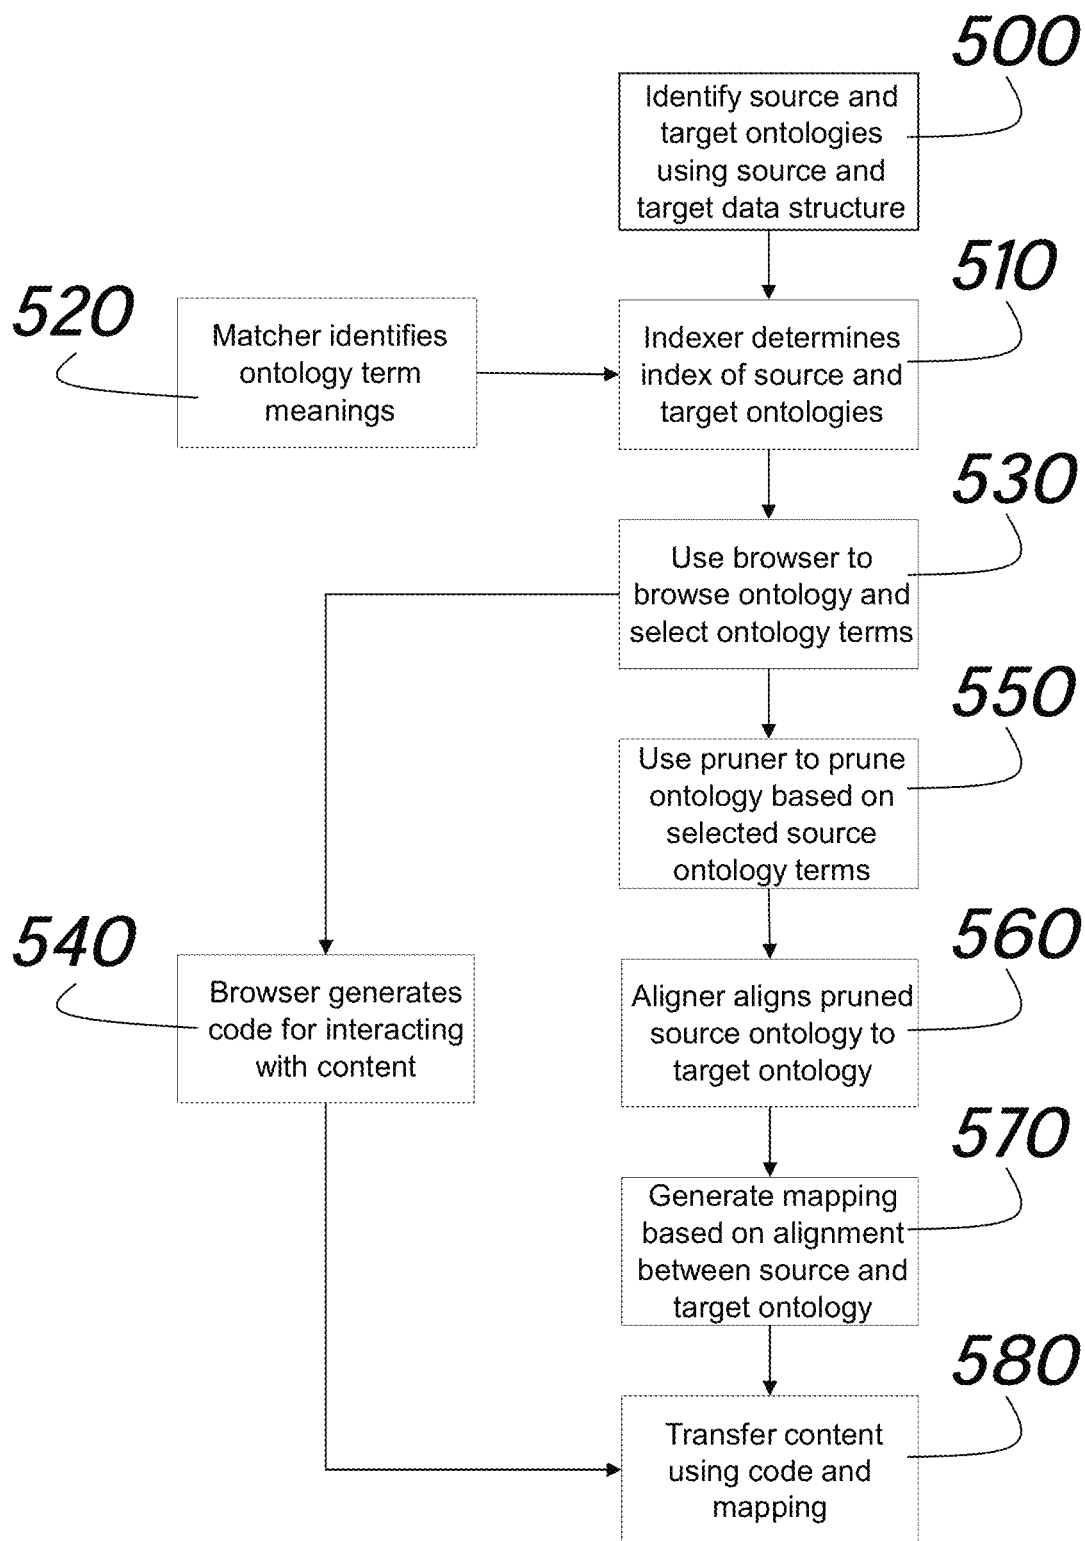 500
Identify source and
target ontologies
using source and
target data structure
510
520
Matcher identifies
ontology term
meanings
Indexer determines
index of source and
target ontologies
530
Use browser to
browse ontology and
select ontology terms
550
Use pruner to prune
ontology based on
selected source
ontology terms
540
Browser generates
code for interacting
with content
560
Aligner aligns pruned
source ontology to
target ontology
570
Generate mapping
based on alignment
between source and
target ontology
580
Transfer content
using code and
mapping